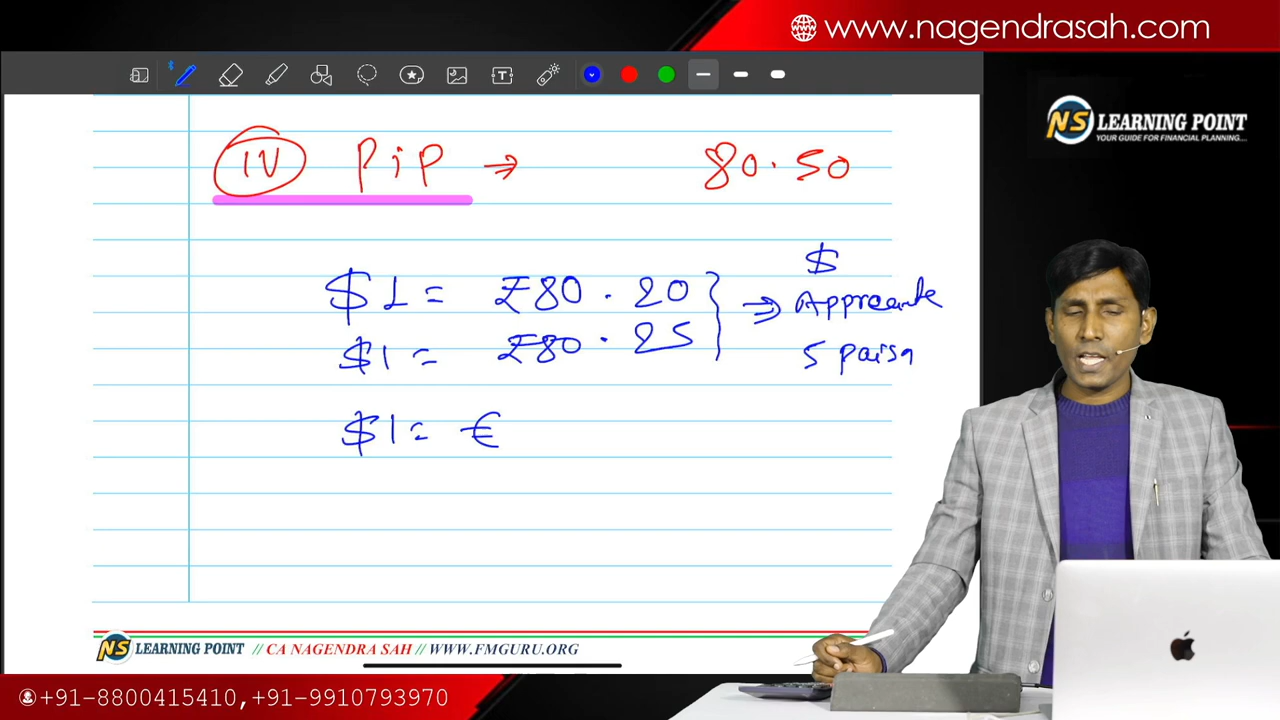 www.nagendrasah.com
NS LEARNING POINT
YOUR GUIDE FOR FINANCIAL PLANNING...
IV PiP → 80.50
$1 = ₹80.20
$1 = ₹80.25
⇒ $
Appreciate
5 paisa
$1 = €
T
NS LEARNING POINT // CA NAGENDRA SAH // WWW.FMGURU.ORG
+91-8800415410,+91-9910793970